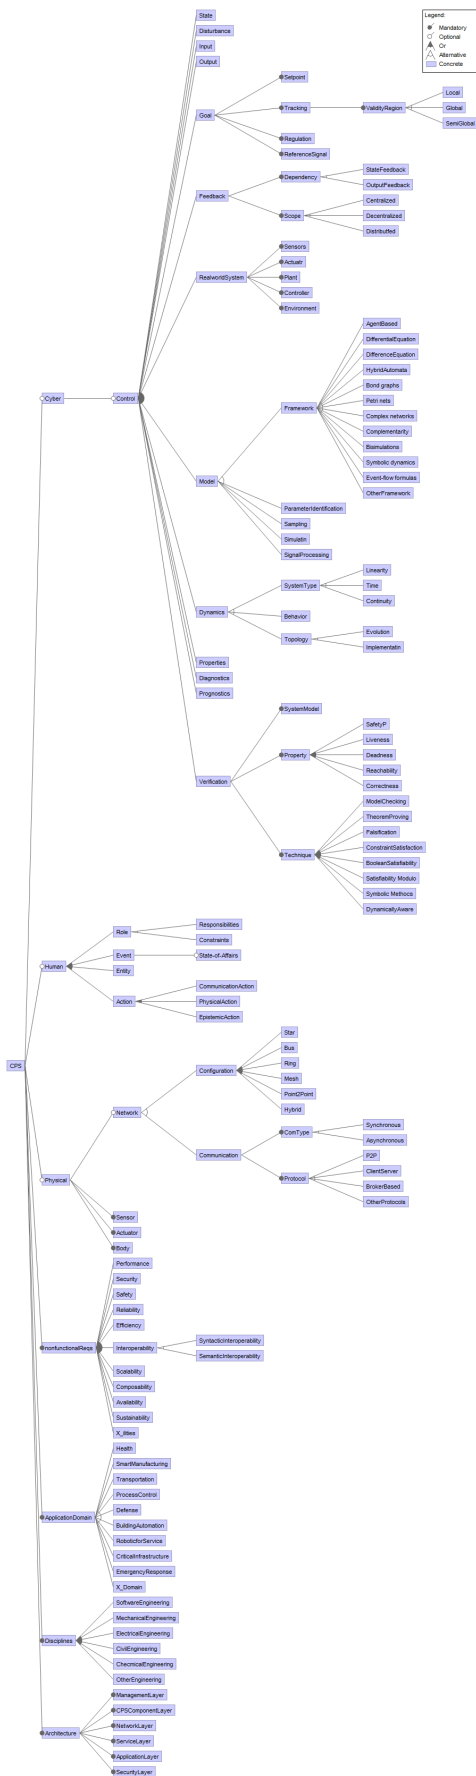 Legend:
Mandatory
Optional
Or
Alternative
Concrete
State
Disturbance
Input
Output
Goal
Setpoint
Tracking
ValidityRegion
Local
Global
SemiGlobal
Regulation
ReferenceSignal
Feedback
Dependency
StateFeedback
OutputFeedback
Scope
Centralized
Decentralized
Distributfed
RealworldSystem
Sensors
Actuatr
Plant
Controller
Environment
Cyber
Control
Model
Framework
AgentBased
DifferentialEquation
DifferenceEquation
HybridAutomata
Bond graphs
Petri nets
Complex networks
Complementarity
Bisimulations
Symbolic dynamics
Event-flow formulas
OtherFramework
ParameterIdentification
Sampling
Simulatin
SignalProcessing
Dynamics
SystemType
Linearity
Time
Continuity
Behavior
Topology
Evolution
Implementatin
Properties
Diagnostics
Prognostics
Verification
SystemModel
Property
SafetyP
Liveness
Deadness
Reachability
Correctness
Technique
ModelChecking
TheoremProving
Falsification
ConstraintSatisfaction
BooleanSatisfiability
Satisfiability Modulo
Symbolic Methocs
DynamicallyAware
CPS
Human
Role
Responsibilities
Constraints
Event
State-of-Affairs
Entity
Action
CommunicationAction
PhysicalAction
EpistemicAction
Physical
Network
Configuration
Star
Bus
Ring
Mesh
Point2Point
Hybrid
Communication
ComType
Synchronous
Asynchronous
Protocol
P2P
ClientServer
BrokerBased
OtherProtocols
Sensor
Actuator
Body
nonfunctionalReqs
Performance
Security
Safety
Reliability
Efficiency
Interoperability
SyntacticInteroperability
SemanticInteroperability
Scalability
Composability
Availability
Sustainability
X_ilities
ApplicationDomain
Health
SmartManufacturing
Transportation
ProcessControl
Defense
BuildingAutomation
RoboticforService
CriticalInfrastructure
EmergencyResponse
X_Domain
Disciplines
SoftwareEngineering
MechanicalEngineering
ElectricalEngineering
CivilEngineering
ChecmicalEngineering
OtherEngineering
Architecture
ManagementLayer
CPSComponentLayer
NetworkLayer
ServiceLayer
ApplicationLayer
SecurityLayer